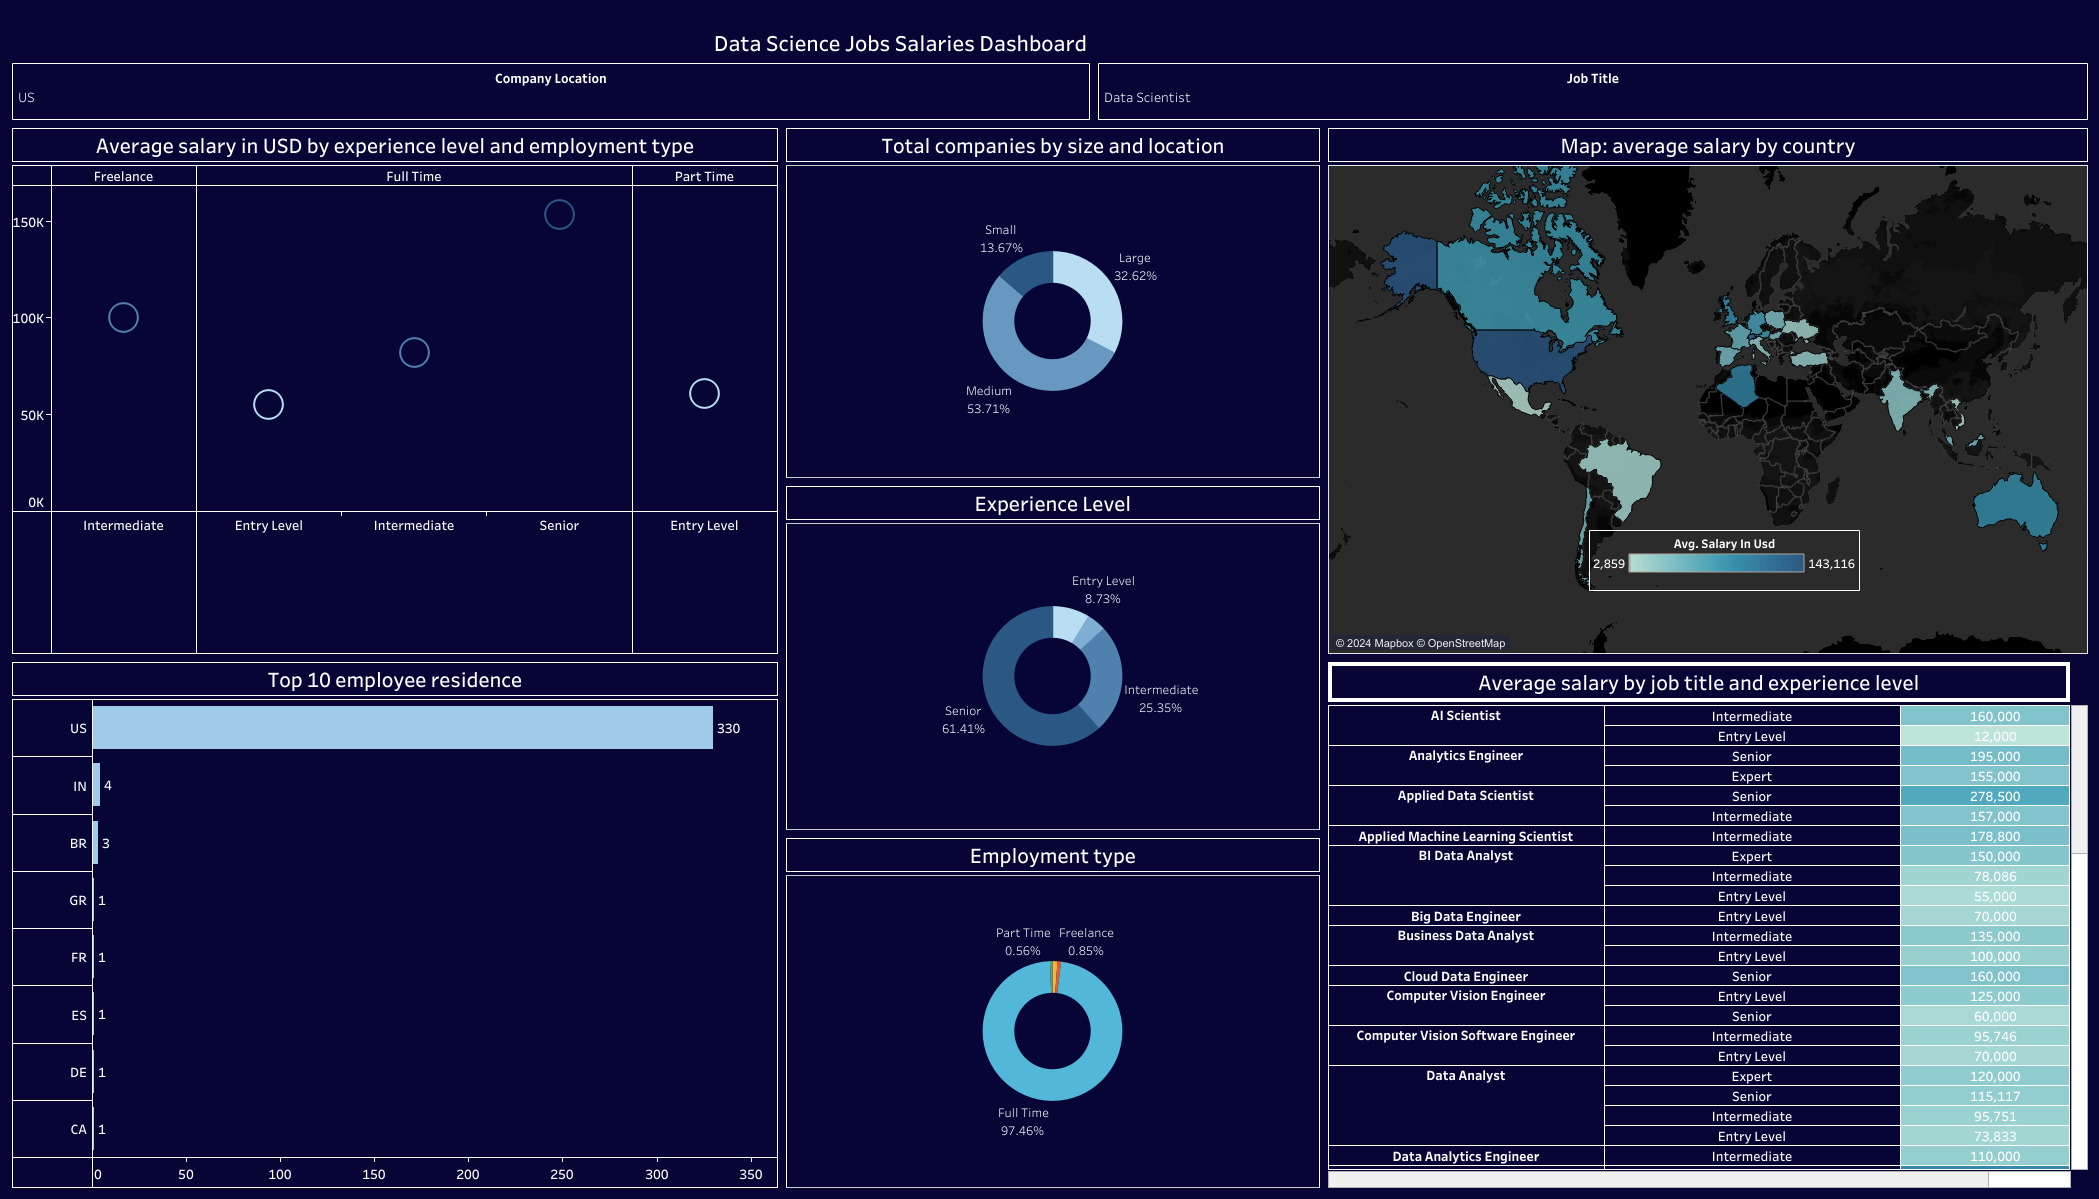 Data Science Jobs Salaries Dashboard
Company Location
US
Job Title
Data Scientist
Average salary in USD by experience level and employment type
Freelance
Full Time
Part Time
150K
100K
50K
0K
Intermediate
Entry Level
Intermediate
Senior
Entry Level
Top 10 employee residence
US 330
IN 4
BR 3
GR 1
FR 1
ES 1
DE 1
CA 1
0 50 100 150 200 250 300 350
Total companies by size and location
Small
13.67%
Large
32.62%
Medium
53.71%
Experience Level
Entry Level
8.73%
Intermediate
25.35%
Senior
61.41%
Employment type
Part Time
0.56%
Freelance
0.85%
Full Time
97.46%
Map: average salary by country
Avg. Salary In Usd
2,859 143,116
© 2024 Mapbox © OpenStreetMap
Average salary by job title and experience level
AI Scientist Intermediate 160,000
Entry Level 12,000
Analytics Engineer Senior 195,000
Expert 155,000
Applied Data Scientist Senior 278,500
Intermediate 157,000
Applied Machine Learning Scientist Intermediate 178,800
BI Data Analyst Expert 150,000
Intermediate 78,086
Entry Level 55,000
Big Data Engineer Entry Level 70,000
Business Data Analyst Intermediate 135,000
Entry Level 100,000
Cloud Data Engineer Senior 160,000
Computer Vision Engineer Entry Level 125,000
Senior 60,000
Computer Vision Software Engineer Intermediate 95,746
Entry Level 70,000
Data Analyst Expert 120,000
Senior 115,117
Intermediate 95,751
Entry Level 73,833
Data Analytics Engineer Intermediate 110,000